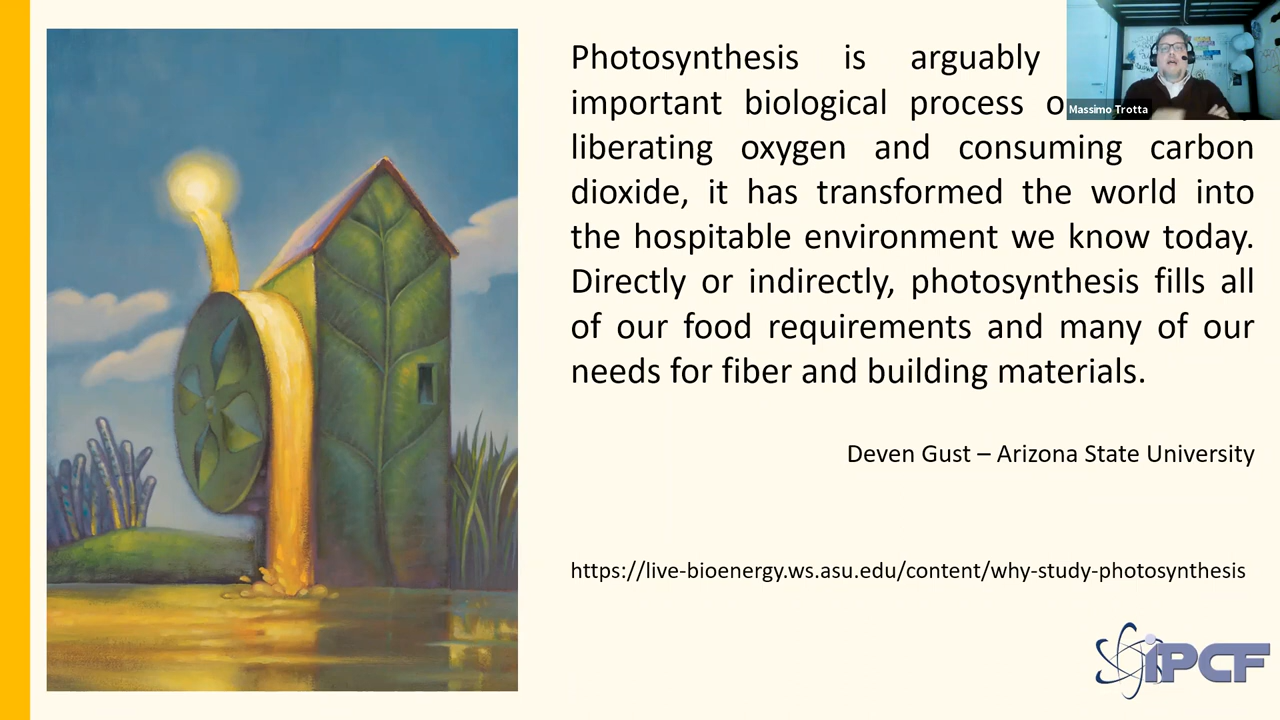 Photosynthesis is arguably
Massimo Trotta
important biological process
liberating oxygen and consuming carbon
dioxide, it has transformed the world into
the hospitable environment we know today.
Directly or indirectly, photosynthesis fills all
of our food requirements and many of our
needs for fiber and building materials.
Deven Gust – Arizona State University
https://live-bioenergy.ws.asu.edu/content/why-study-photosynthesis
iPCF